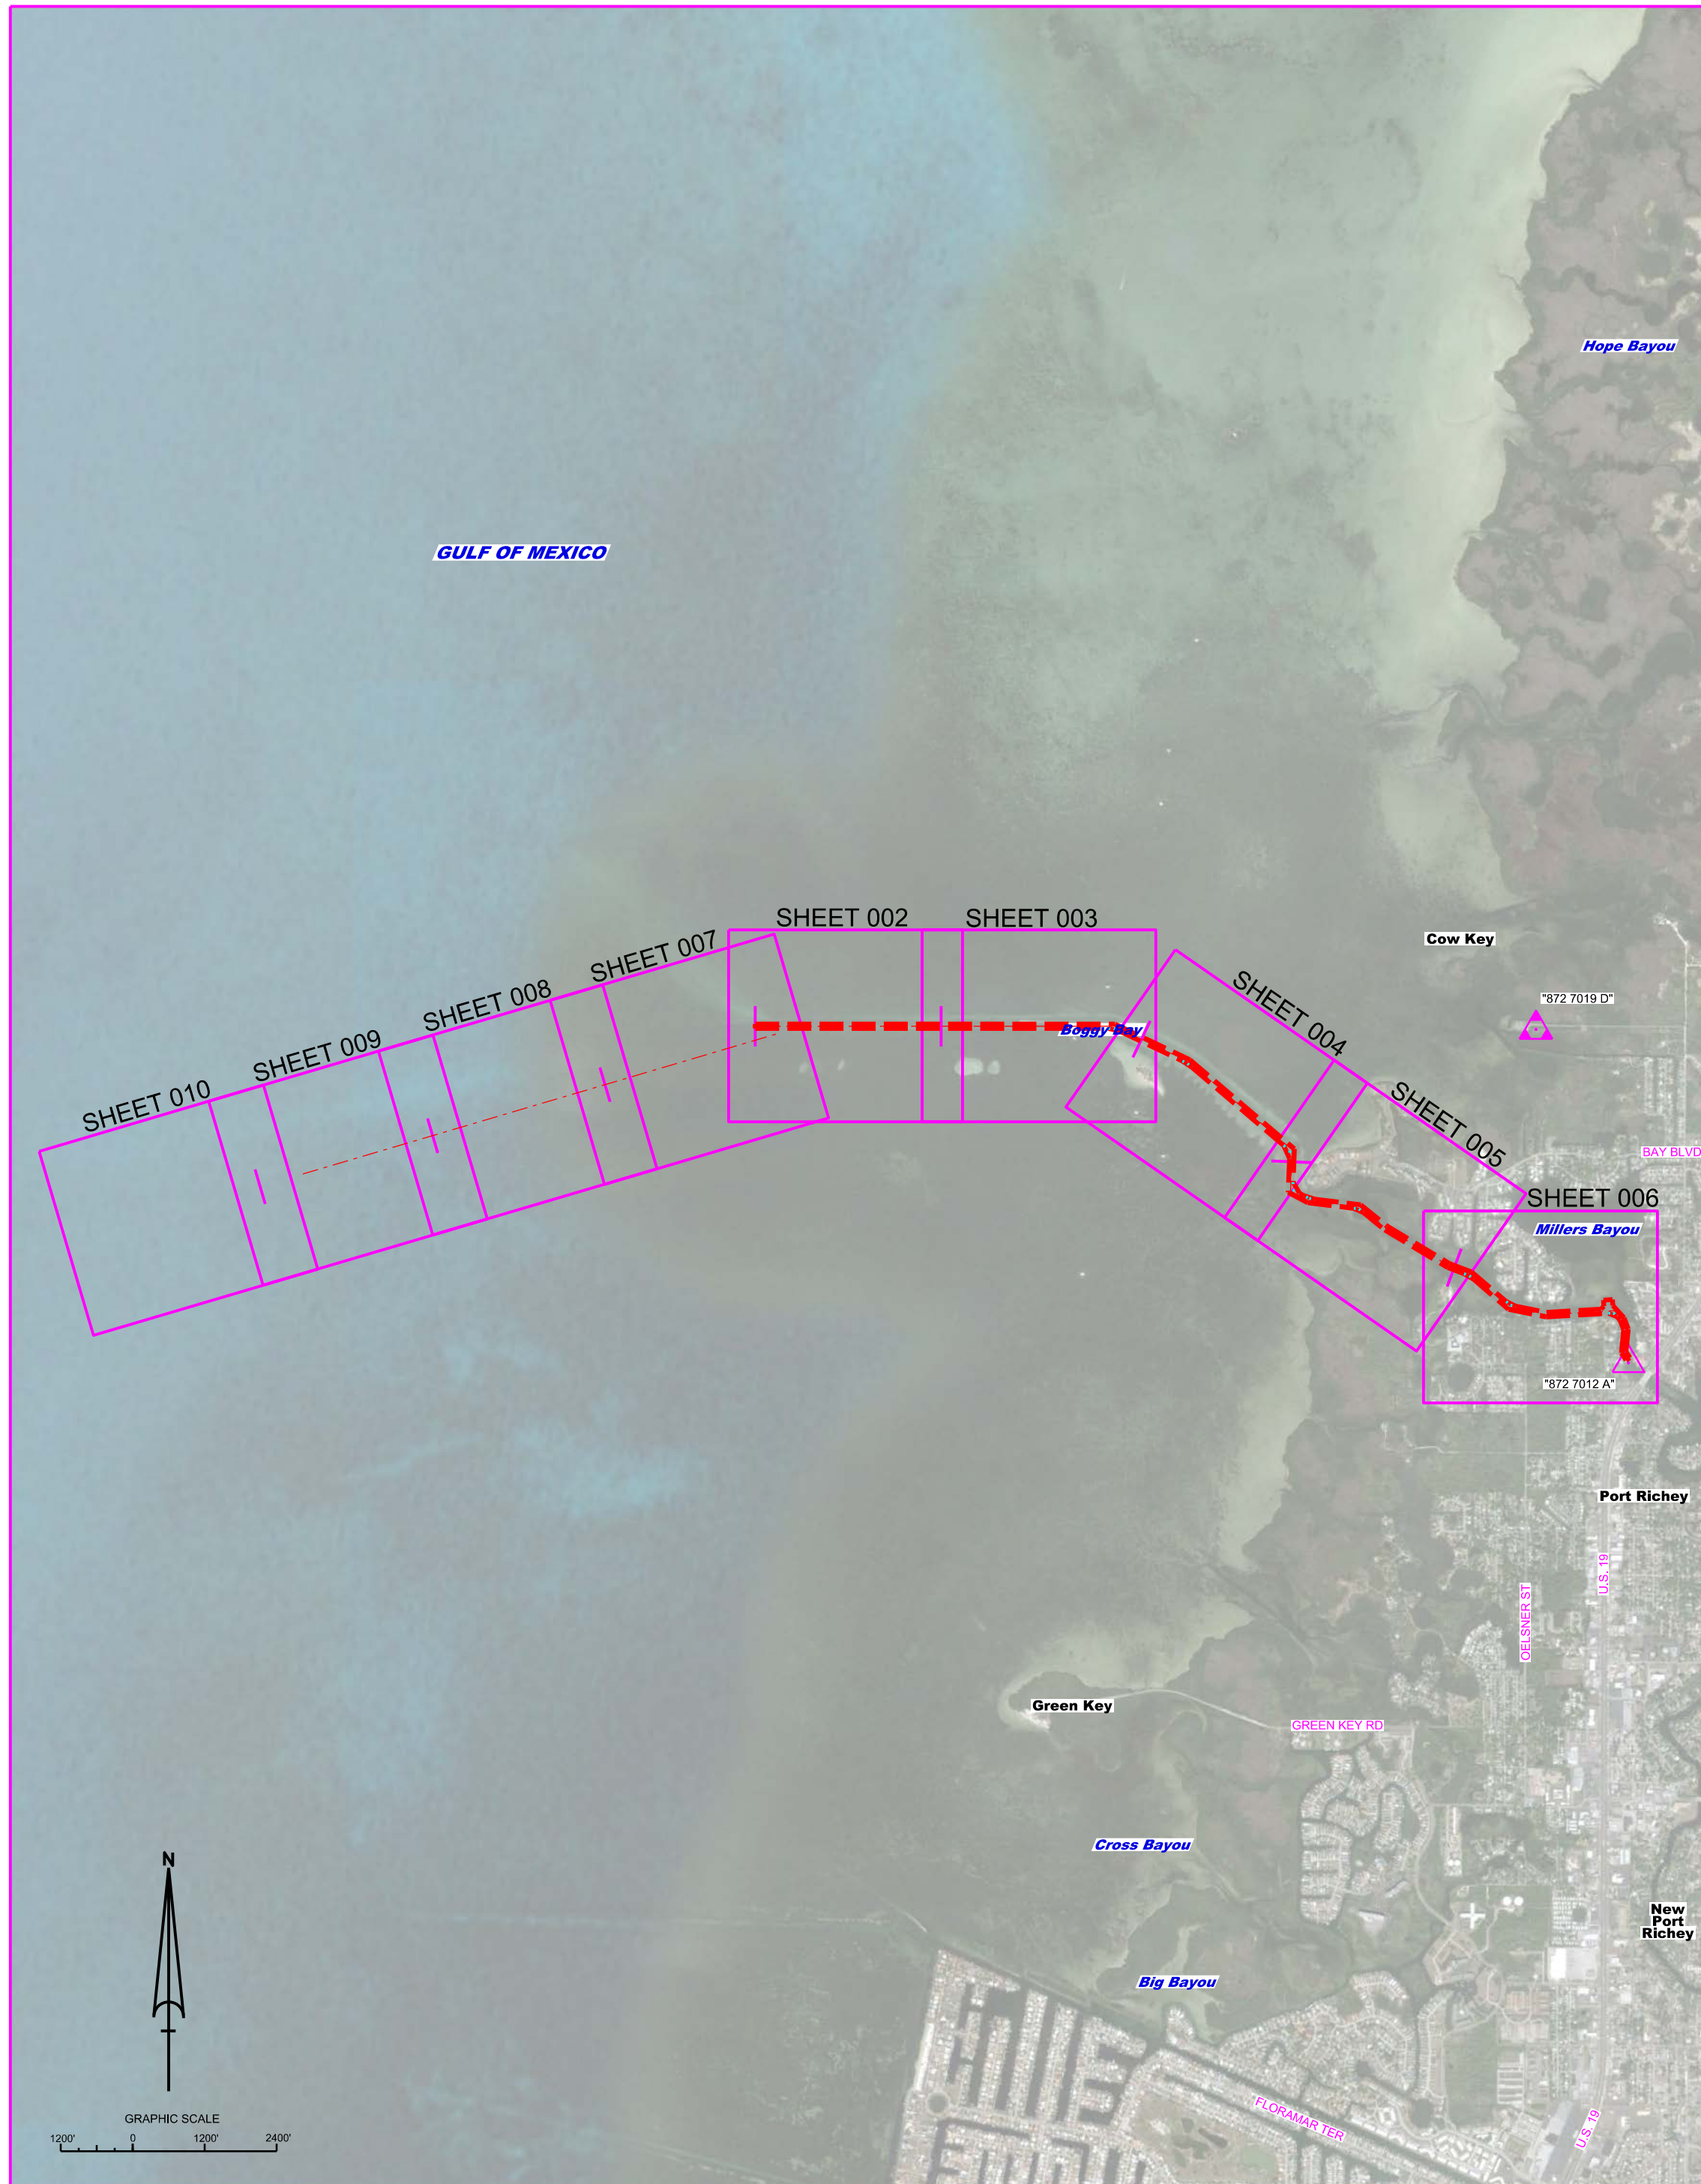 Hope Bayou
GULF OF MEXICO
SHEET 002
SHEET 003
Cow Key
SHEET 007
SHEET 008
SHEET 004
"872 7019 D"
Boggy Bay
SHEET 009
SHEET 010
SHEET 005
BAY BLVD
SHEET 006
Millers Bayou
"872 7012 A"
Port Richey
U.S. 19
OELSNER ST
Green Key
GREEN KEY RD
Cross Bayou
N
New
Port
Richey
Big Bayou
FLORAMAR TER
U.S. 19
GRAPHIC SCALE
1200' 0 1200' 2400'